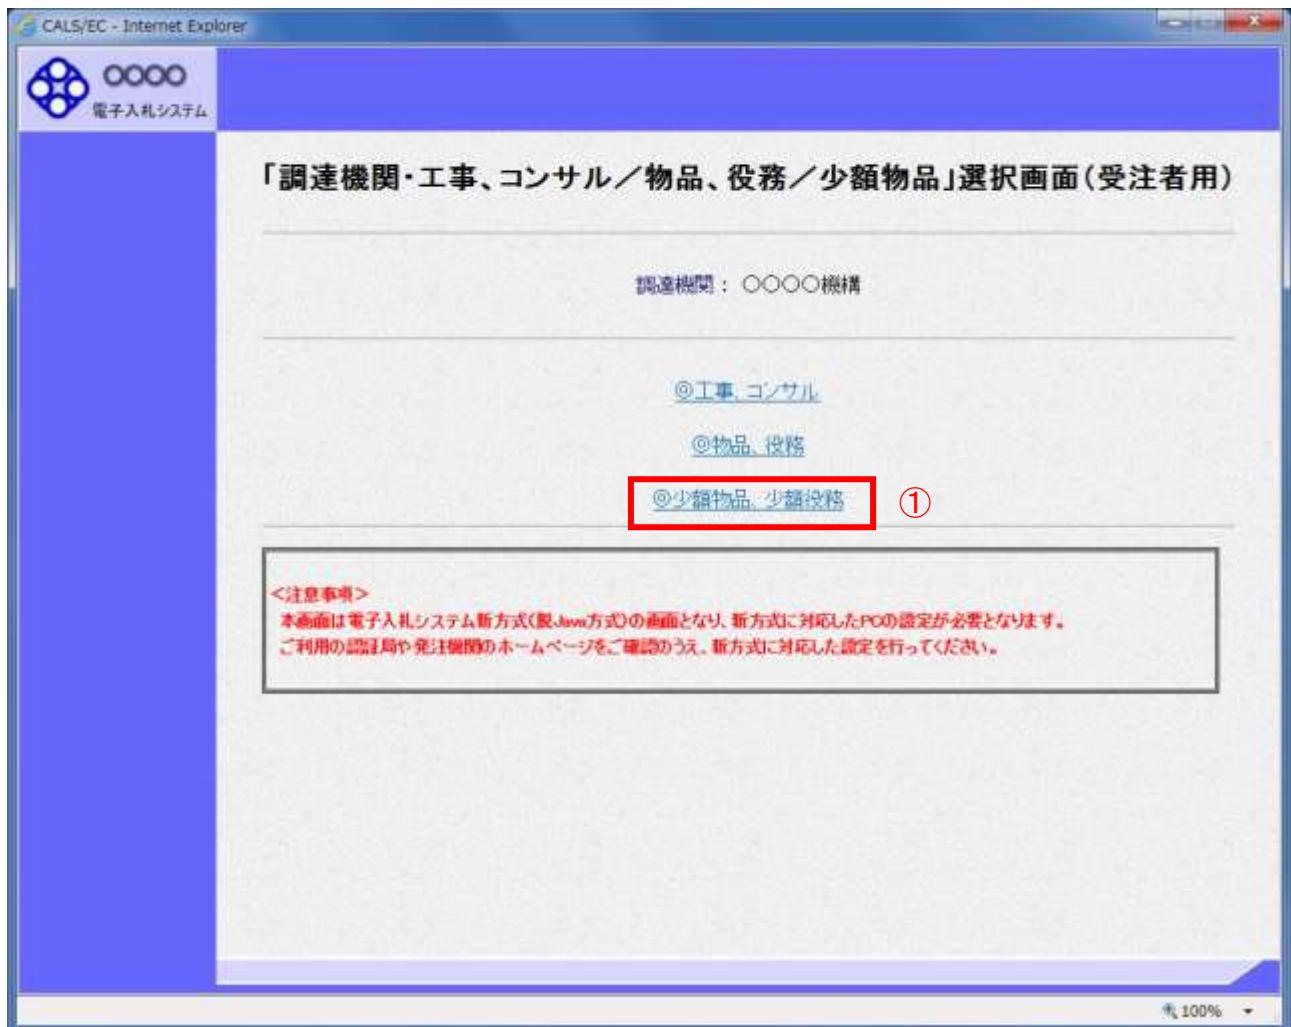 CALS/EC - Internet Explorer
○○○○
電子入札システム
「調達機関・工事、コンサル／物品、役務／少額物品」選択画面（受注者用）
調達機関： ○○○○機構
◎工事、コンサル
◎物品、役務
◎少額物品、少額役務
①
＜注意事項＞
本画面は電子入札システム新方式(脱Java方式)の画面となり、新方式に対応したPCの設定が必要となります。
ご利用の認証局や発注機関のホームページをご確認のうえ、新方式に対応した設定を行ってください。
100%